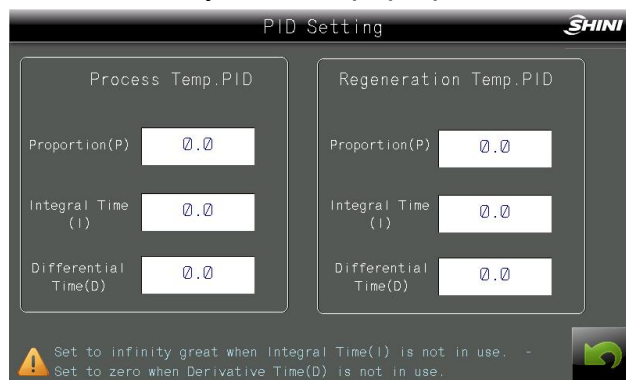 PID Setting
SHINI
Process Temp.PID
Proportion(P) 0.0
Integral Time
(I)
0.0
Differential
Time(D)
0.0
Regeneration Temp.PID
Proportion(P) 0.0
Integral Time
(I)
0.0
Differential
Time(D)
0.0
Set to infinity great when Integral Time(I) is not in use. -
Set to zero when Derivative Time(D) is not in use.